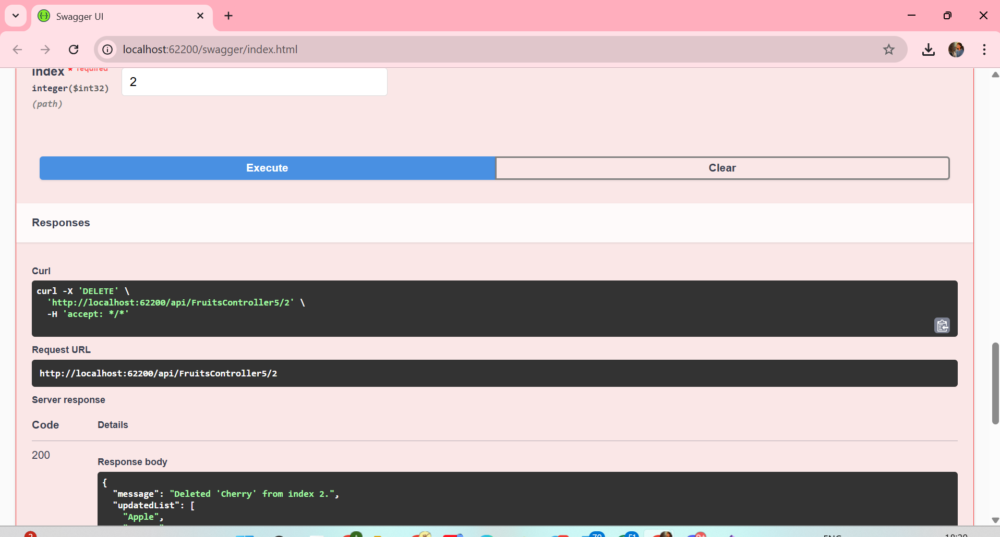 Swagger UI
localhost:62200/swagger/index.html
index * required
2
integer($int32)
(path)
Execute
Clear
Responses
Curl
curl -X 'DELETE' \
'http://localhost:62200/api/FruitsController5/2' \
-H 'accept: */*'
Request URL
http://localhost:62200/api/FruitsController5/2
Server response
Code
Details
200
Response body
{
"message": "Deleted 'Cherry' from index 2.",
"updatedList": [
"Apple",